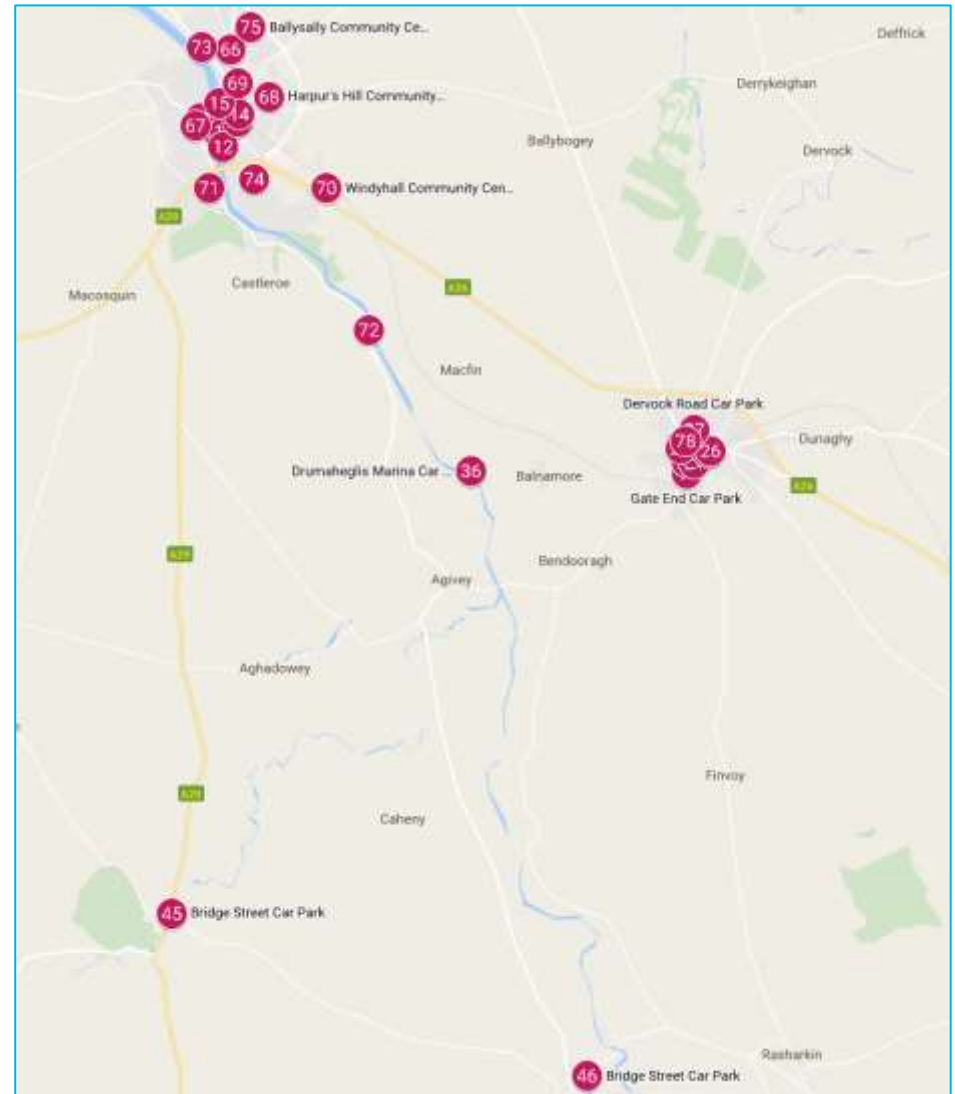 75 Ballysally Community Ce...
Deffrick
73
66
Derrykeighan
69
68 Harpur's Hill Community...
15
14
67
Ballybogey
12
Dervock
74
71
70 Windyhall Community Cen...
A29
Castleroe
A26
Macosquin
72
Macfin
Dervock Road Car Park
78
26
Dunaghy
Drumaheglis Marina Car ... 36
Balnamore
A26
Gate End Car Park
A29
Bendooragh
Agivey
Aghadowey
Finvoy
A29
Caheny
45 Bridge Street Car Park
Rasharkin
46 Bridge Street Car Park